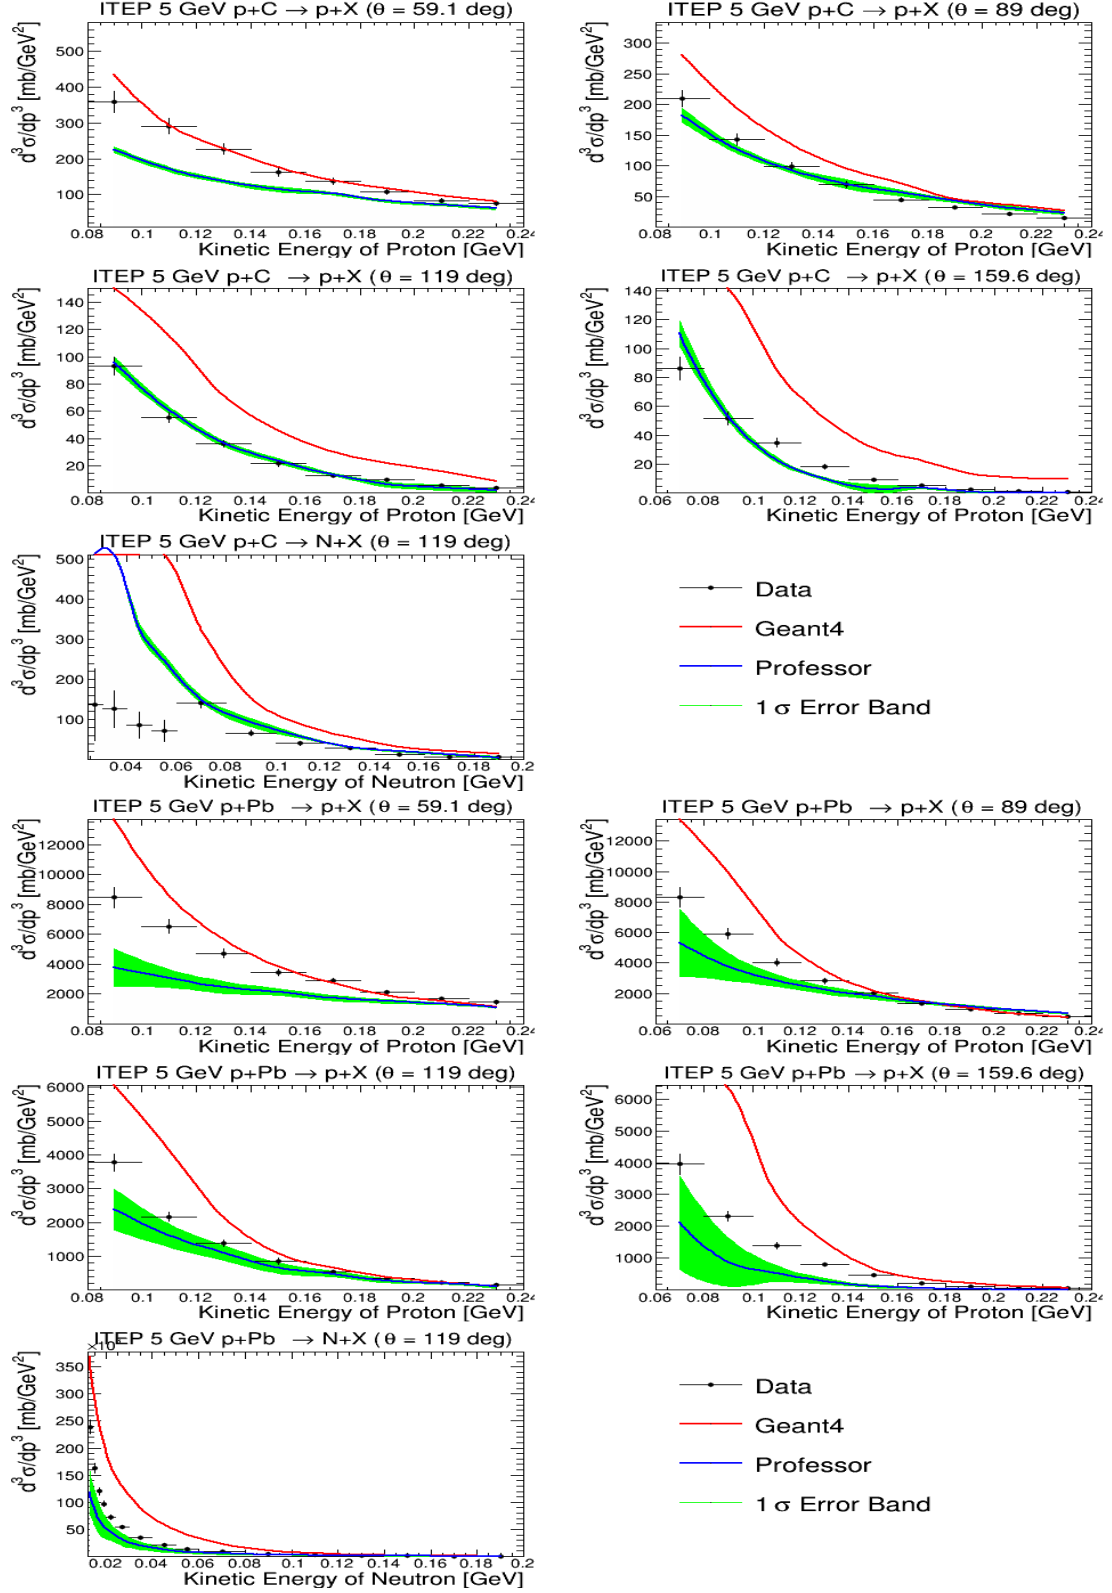 ITEP 5 GeV p+C → p+X (θ = 59.1 deg)
d³σ/dp³ [mb/GeV²]
500
400
300
200
100
0.08 0.1 0.12 0.14 0.16 0.18 0.2 0.22 0.24
Kinetic Energy of Proton [GeV]
ITEP 5 GeV p+C → p+X (θ = 89 deg)
d³σ/dp³ [mb/GeV²]
300
250
200
150
100
50
0.08 0.1 0.12 0.14 0.16 0.18 0.2 0.22 0.24
Kinetic Energy of Proton [GeV]
ITEP 5 GeV p+C → p+X (θ = 119 deg)
d³σ/dp³ [mb/GeV²]
140
120
100
80
60
40
20
0.08 0.1 0.12 0.14 0.16 0.18 0.2 0.22 0.24
Kinetic Energy of Proton [GeV]
ITEP 5 GeV p+C → p+X (θ = 159.6 deg)
d³σ/dp³ [mb/GeV²]
140
120
100
80
60
40
20
0.06 0.08 0.1 0.12 0.14 0.16 0.18 0.2 0.22 0.24
Kinetic Energy of Proton [GeV]
ITEP 5 GeV p+C → N+X (θ = 119 deg)
d³σ/dp³ [mb/GeV²]
500
400
300
200
100
0.04 0.06 0.08 0.1 0.12 0.14 0.16 0.18 0.2
Kinetic Energy of Neutron [GeV]
Data
Geant4
Professor
1 σ Error Band
ITEP 5 GeV p+Pb → p+X (θ = 59.1 deg)
d³σ/dp³ [mb/GeV²]
12000
10000
8000
6000
4000
2000
0.08 0.1 0.12 0.14 0.16 0.18 0.2 0.22 0.24
Kinetic Energy of Proton [GeV]
ITEP 5 GeV p+Pb → p+X (θ = 89 deg)
d³σ/dp³ [mb/GeV²]
12000
10000
8000
6000
4000
2000
0
0.06 0.08 0.1 0.12 0.14 0.16 0.18 0.2 0.22 0.24
Kinetic Energy of Proton [GeV]
ITEP 5 GeV p+Pb → p+X (θ = 119 deg)
d³σ/dp³ [mb/GeV²]
6000
5000
4000
3000
2000
1000
0.08 0.1 0.12 0.14 0.16 0.18 0.2 0.22 0.24
Kinetic Energy of Proton [GeV]
ITEP 5 GeV p+Pb → p+X (θ = 159.6 deg)
d³σ/dp³ [mb/GeV²]
6000
5000
4000
3000
2000
1000
0.06 0.08 0.1 0.12 0.14 0.16 0.18 0.2 0.22 0.24
Kinetic Energy of Proton [GeV]
ITEP 5 GeV p+Pb → N+X (θ = 119 deg)
d³σ/dp³ [mb/GeV²]
350
300
250
200
150
100
50
0.02 0.04 0.06 0.08 0.1 0.12 0.14 0.16 0.18 0.2
Kinetic Energy of Neutron [GeV]
Data
Geant4
Professor
1 σ Error Band